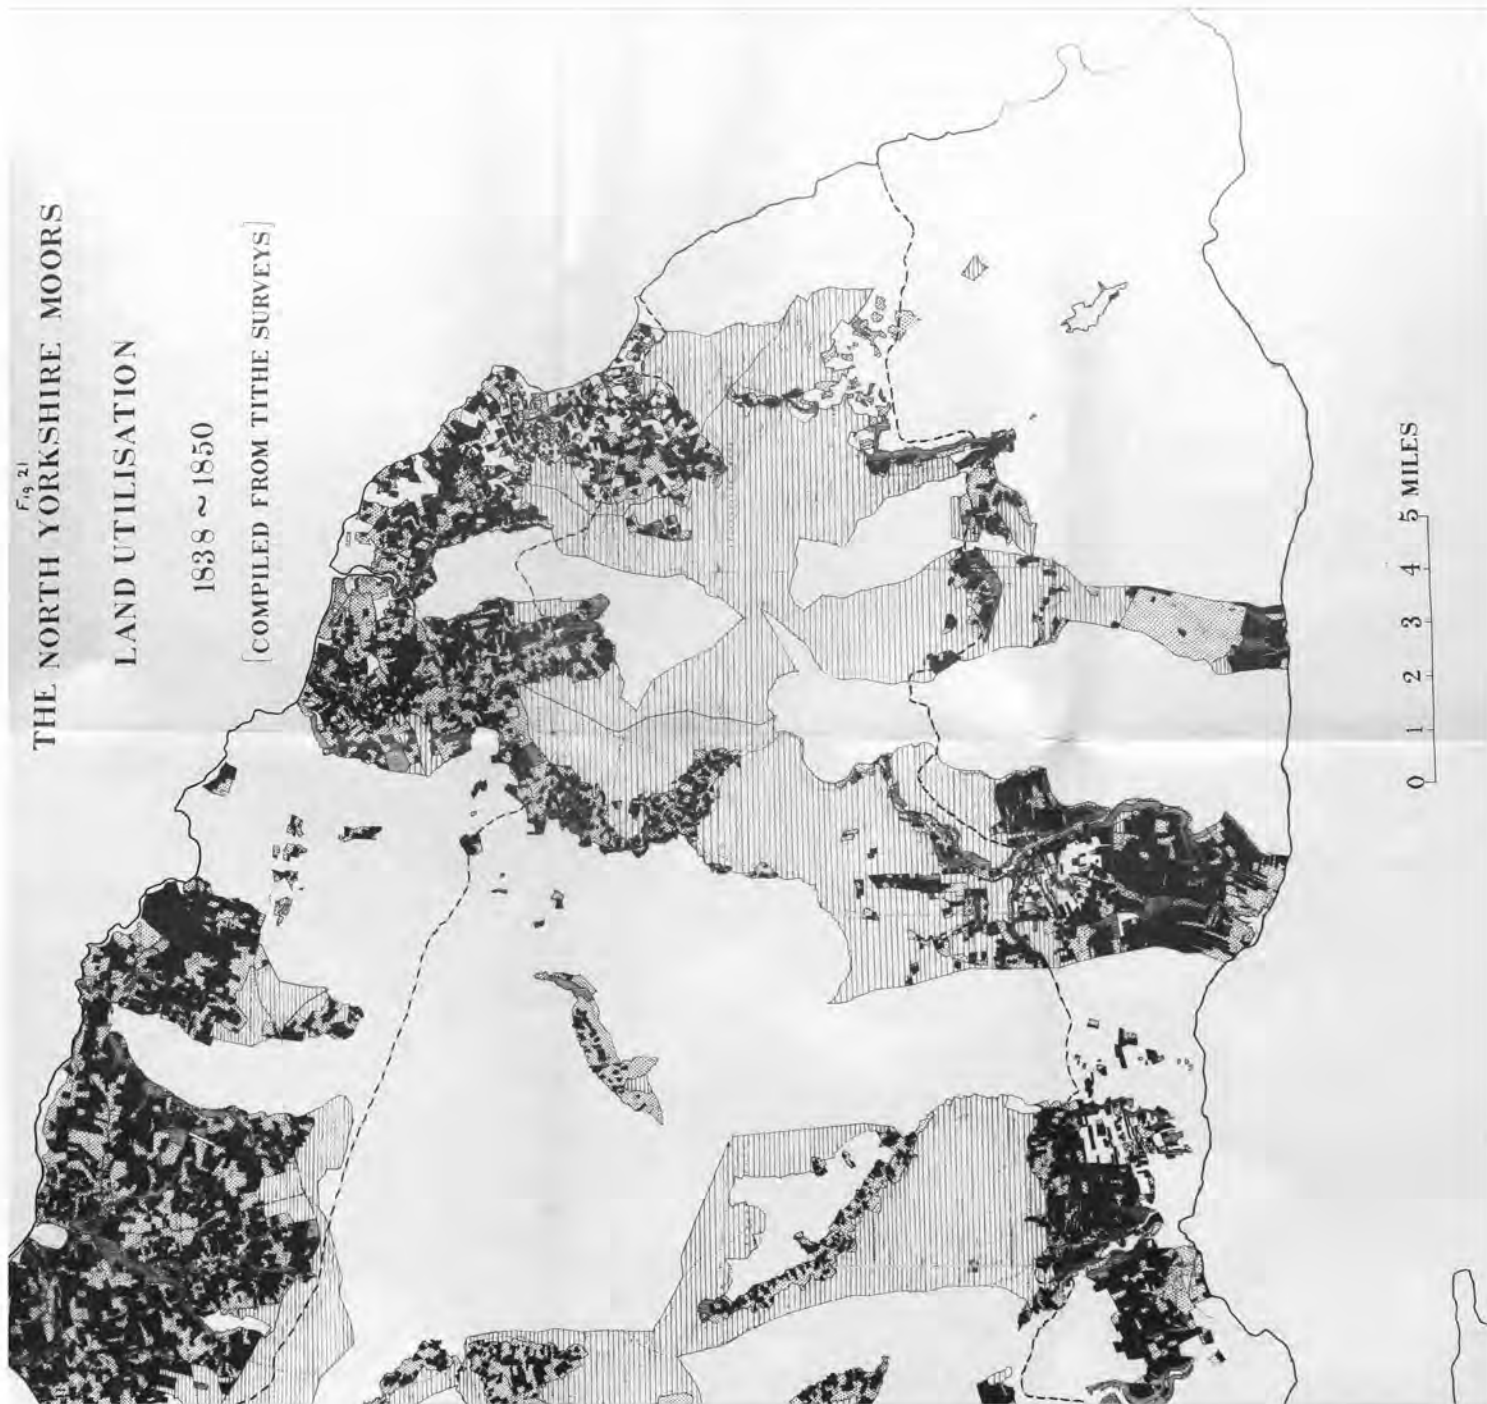 Fig 21
THE NORTH YORKSHIRE MOORS
LAND UTILISATION
1838 ~ 1850
[COMPILED FROM TITHE SURVEYS]
0 1 2 3 4 5 MILES